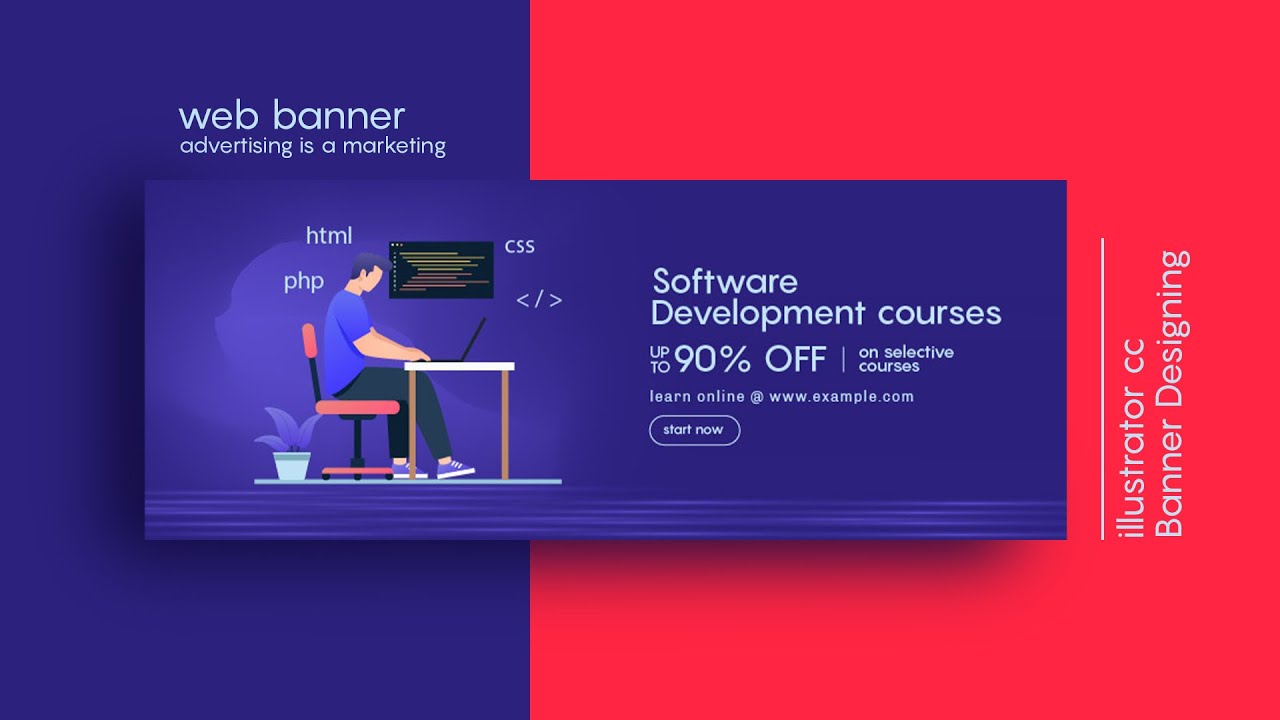 web banner
advertising is a marketing
html
css
php
</>
Software
Development courses
UP
TO
90% OFF
on selective
courses
learn online @ www.example.com
start now
illustrator cc
Banner Designing